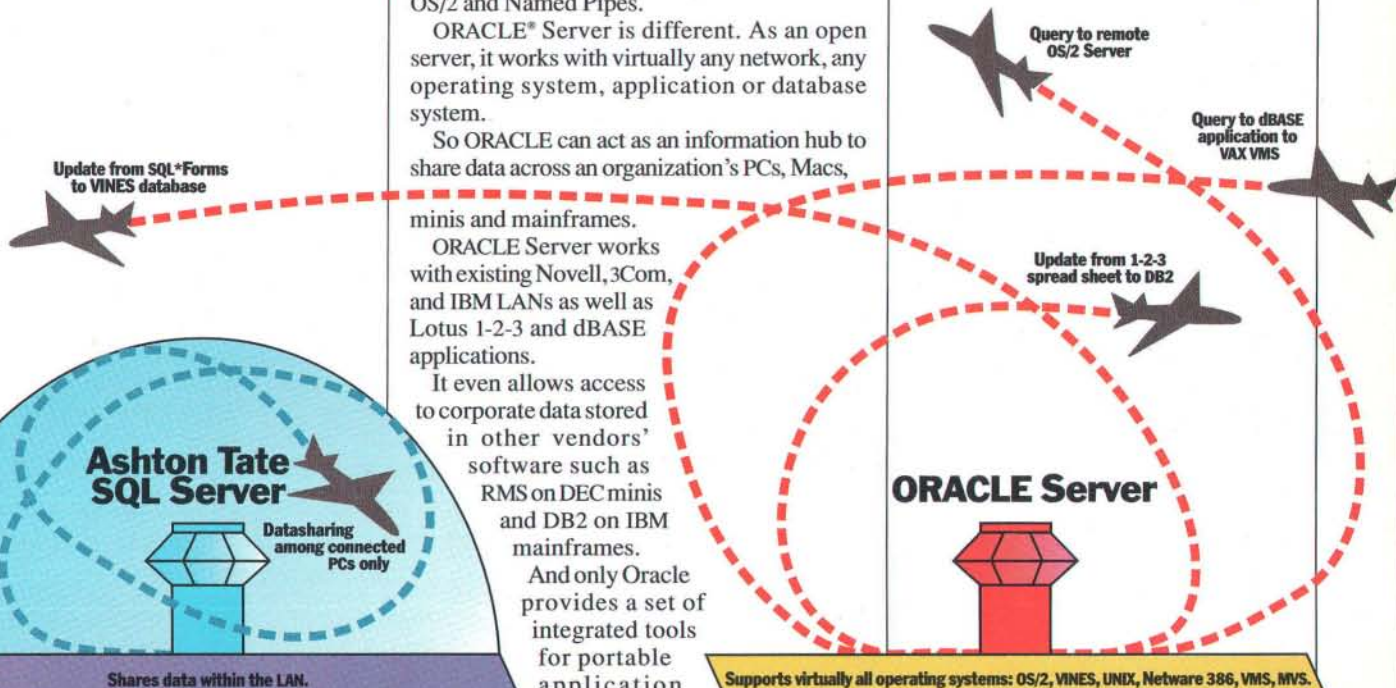 OS/2 and Named Pipes.
ORACLE® Server is different. As an open
server, it works with virtually any network, any
operating system, application or database
system.
So ORACLE can act as an information hub to
share data across an organization's PCs, Macs,
minis and mainframes.
ORACLE Server works
with existing Novell, 3Com,
and IBM LANs as well as
Lotus 1-2-3 and dBASE
applications.
It even allows access
to corporate data stored
in other vendors'
software such as
RMS on DEC minis
and DB2 on IBM
mainframes.
And only Oracle
provides a set of
integrated tools
for portable
application
Update from SQL*Forms
to VINES database
Ashton Tate
SQL Server
Datasharing
among connected
PCs only
Shares data within the LAN.
Query to remote
OS/2 Server
Query to dBASE
application to
VAX VMS
Update from 1-2-3
spread sheet to DB2
ORACLE Server
Supports virtually all operating systems: OS/2, VINES, UNIX, Netware 386, VMS, MVS.